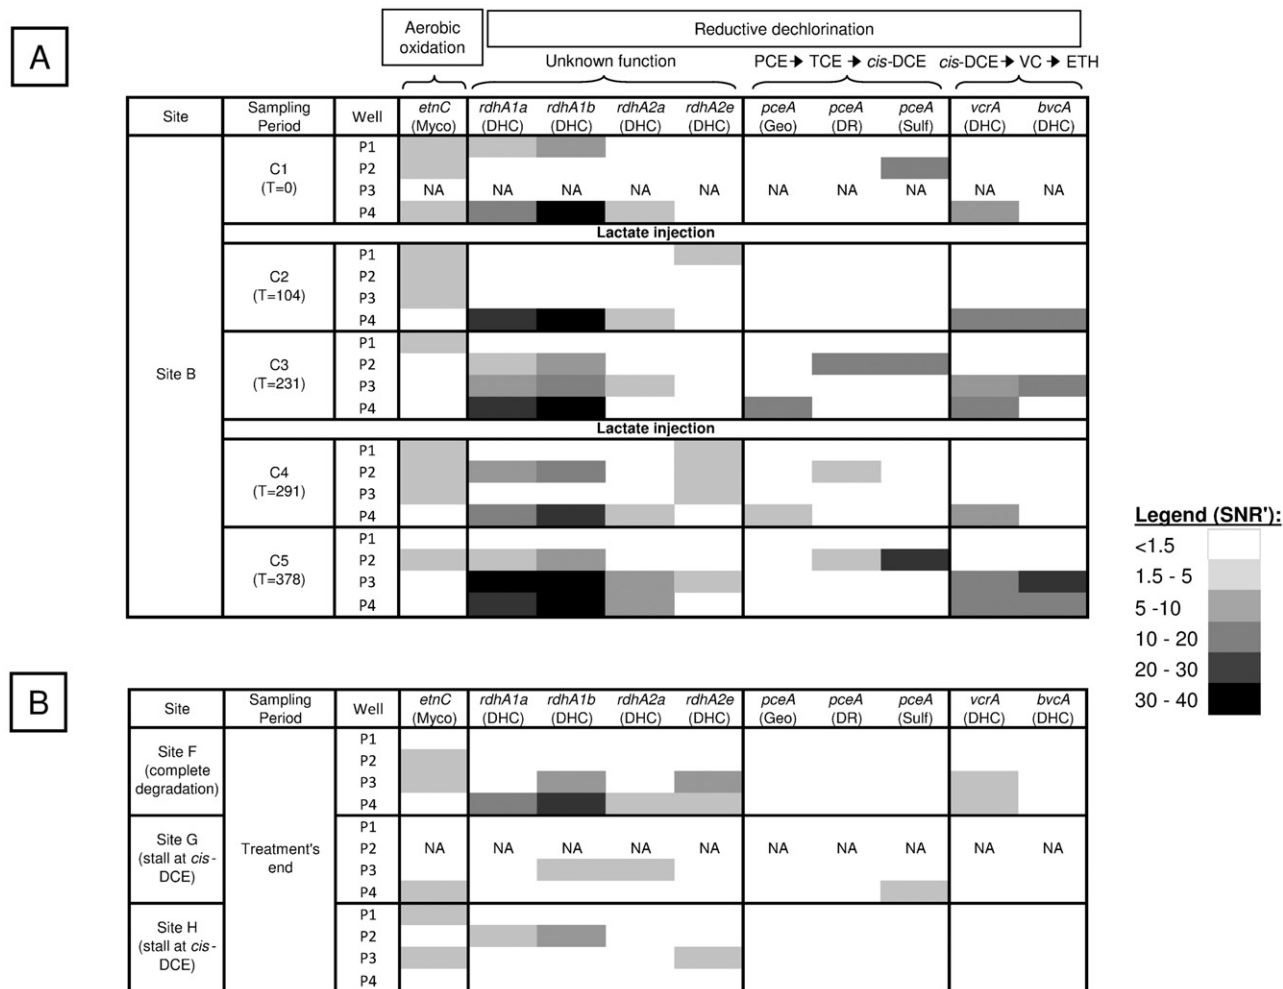 A
Aerobic oxidation
Reductive dechlorination
Unknown function
PCE → TCE → cis-DCE
cis-DCE → VC → ETH
Site Sampling Period Well etnC (Myco) rdhA1a (DHC) rdhA1b (DHC) rdhA2a (DHC) rdhA2e (DHC) pceA (Geo) pceA (DR) pceA (Sulf) vcrA (DHC) bvcA (DHC)
Site B
C1 (T=0)
P1
P2
P3 NA NA NA NA NA NA NA NA NA NA
P4
Lactate injection
C2 (T=104)
P1
P2
P3
P4
C3 (T=231)
P1
P2
P3
P4
Lactate injection
C4 (T=291)
P1
P2
P3
P4
C5 (T=378)
P1
P2
P3
P4
Legend (SNR'):
<1.5
1.5 - 5
5 -10
10 - 20
20 - 30
30 - 40
B
Site Sampling Period Well etnC (Myco) rdhA1a (DHC) rdhA1b (DHC) rdhA2a (DHC) rdhA2e (DHC) pceA (Geo) pceA (DR) pceA (Sulf) vcrA (DHC) bvcA (DHC)
Treatment's end
Site F (complete degradation)
P1
P2
P3
P4
Site G (stall at cis-DCE)
P1
P2 NA NA NA NA NA NA NA NA NA NA
P3
P4
Site H (stall at cis-DCE)
P1
P2
P3
P4